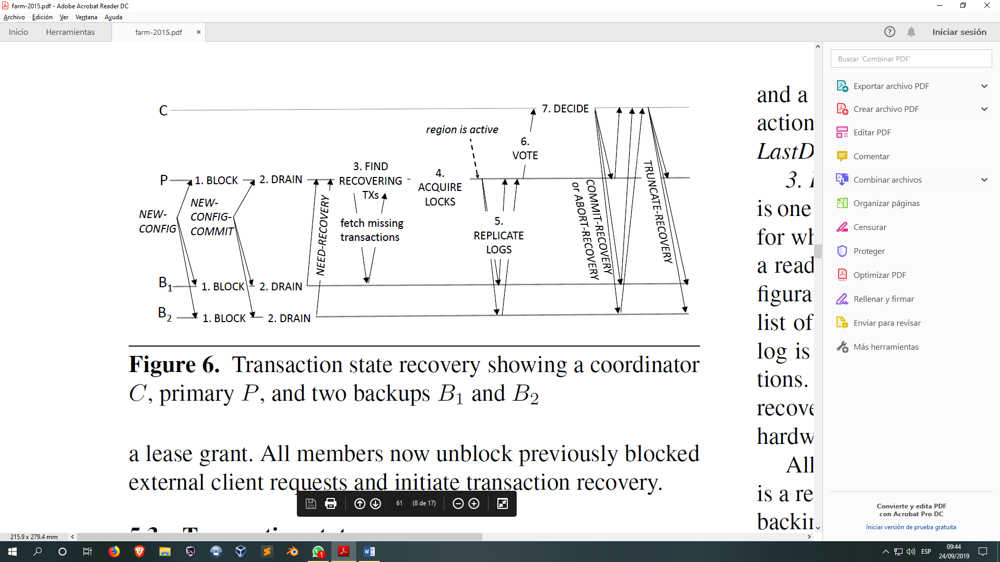 farm-2015.pdf - Adobe Acrobat Reader DC
Archivo Edición Ver Ventana Ayuda
Inicio Herramientas farm-2015.pdf × Iniciar sesión
C
7. DECIDE
region is active
6.
VOTE
P
1. BLOCK
2. DRAIN
3. FIND
RECOVERING
TXs
4.
ACQUIRE
LOCKS
NEW-
CONFIG
NEW-
CONFIG-
COMMIT
NEED-RECOVERY
fetch missing
transactions
5.
REPLICATE
LOGS
COMMIT-RECOVERY
or ABORT-RECOVERY
TRUNCATE-RECOVERY
B1
1. BLOCK
2. DRAIN
B2
1. BLOCK
2. DRAIN
Figure 6. Transaction state recovery showing a coordinator
C, primary P, and two backups B1 and B2
a lease grant. All members now unblock previously blocked
external client requests and initiate transaction recovery.
and a
action
LastD
3.
is one
for wh
a read
figura
list of
log is
tions.
recove
hardw
All
is a re
backin
61 (8 de 17)
215.9 x 279.4 mm
Buscar 'Combinar PDF'
Exportar archivo PDF
Crear archivo PDF
Editar PDF
Comentar
Combinar archivos
Organizar páginas
Censurar
Proteger
Optimizar PDF
Rellenar y firmar
Enviar para revisar
Más herramientas
Convierte y edita PDF
con Acrobat Pro DC
Iniciar versión de prueba gratuita
1
ESP
09:44
24/09/2019